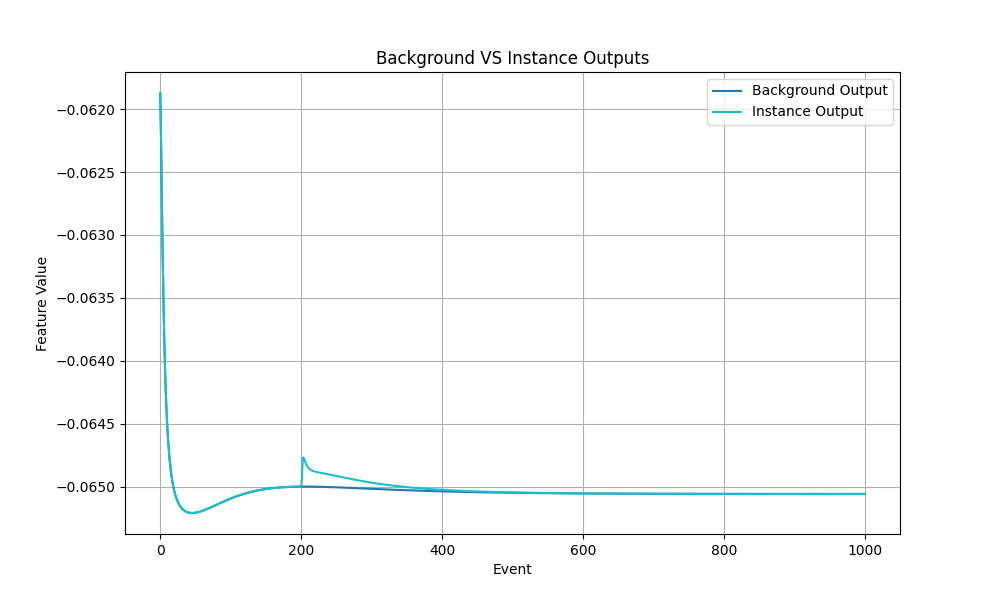 Background VS Instance Outputs
Background Output
Instance Output
−0.0620
−0.0625
−0.0630
−0.0635
−0.0640
−0.0645
−0.0650
Feature Value
0 200 400 600 800 1000
Event